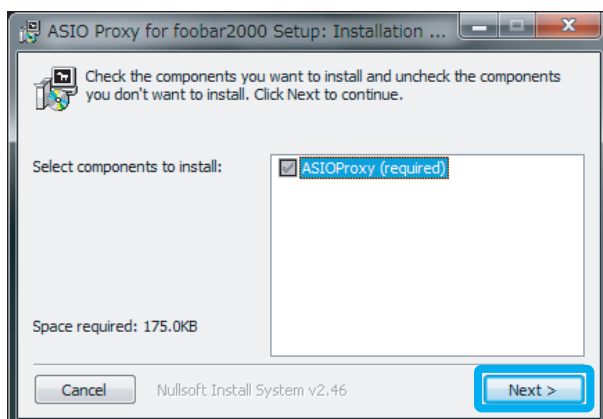 ASIO Proxy for foobar2000 Setup: Installation ...
Check the components you want to install and uncheck the components
you don't want to install. Click Next to continue.
Select components to install:
ASIOProxy (required)
Space required: 175.0KB
Cancel
Nullsoft Install System v2.46
Next >